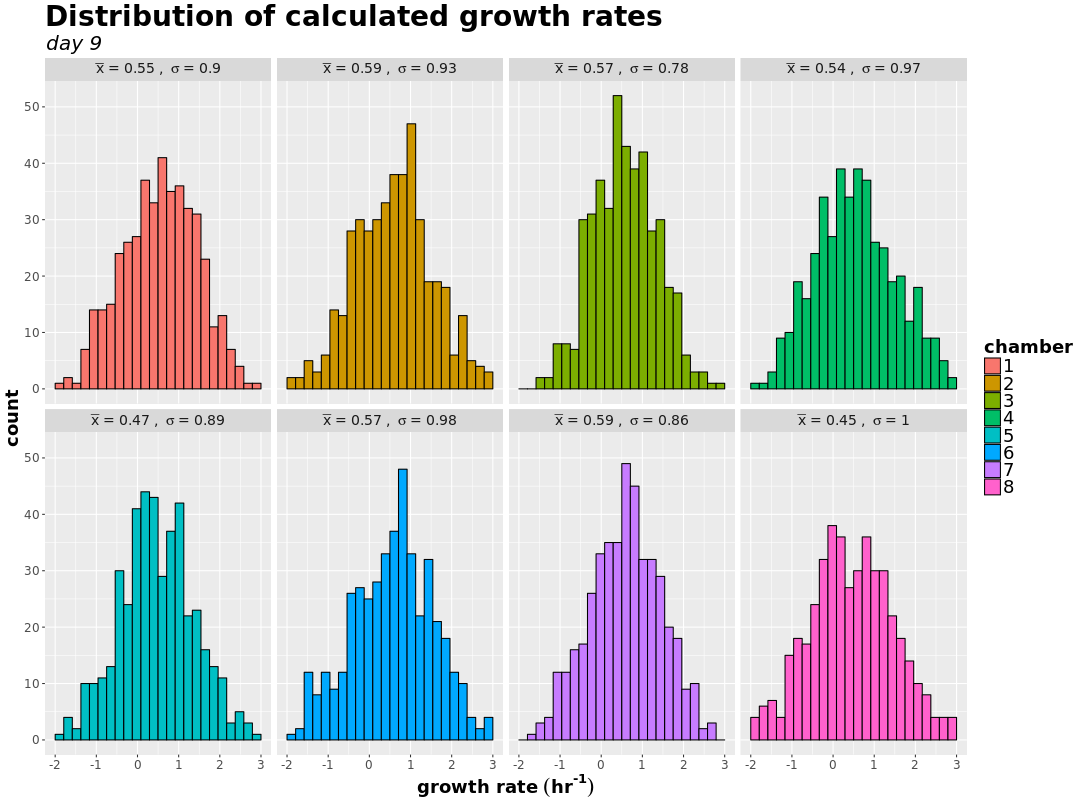 Distribution of calculated growth rates
day 9
x̅ = 0.55 , σ = 0.9
x̅ = 0.59 , σ = 0.93
x̅ = 0.57 , σ = 0.78
x̅ = 0.54 , σ = 0.97
50
40
30
20
10
0
x̅ = 0.47 , σ = 0.89
x̅ = 0.57 , σ = 0.98
x̅ = 0.59 , σ = 0.86
x̅ = 0.45 , σ = 1
50
40
30
20
10
0
-2 -1 0 1 2 3
-2 -1 0 1 2 3
-2 -1 0 1 2 3
-2 -1 0 1 2 3
growth rate (hr⁻¹)
count
chamber
1
2
3
4
5
6
7
8